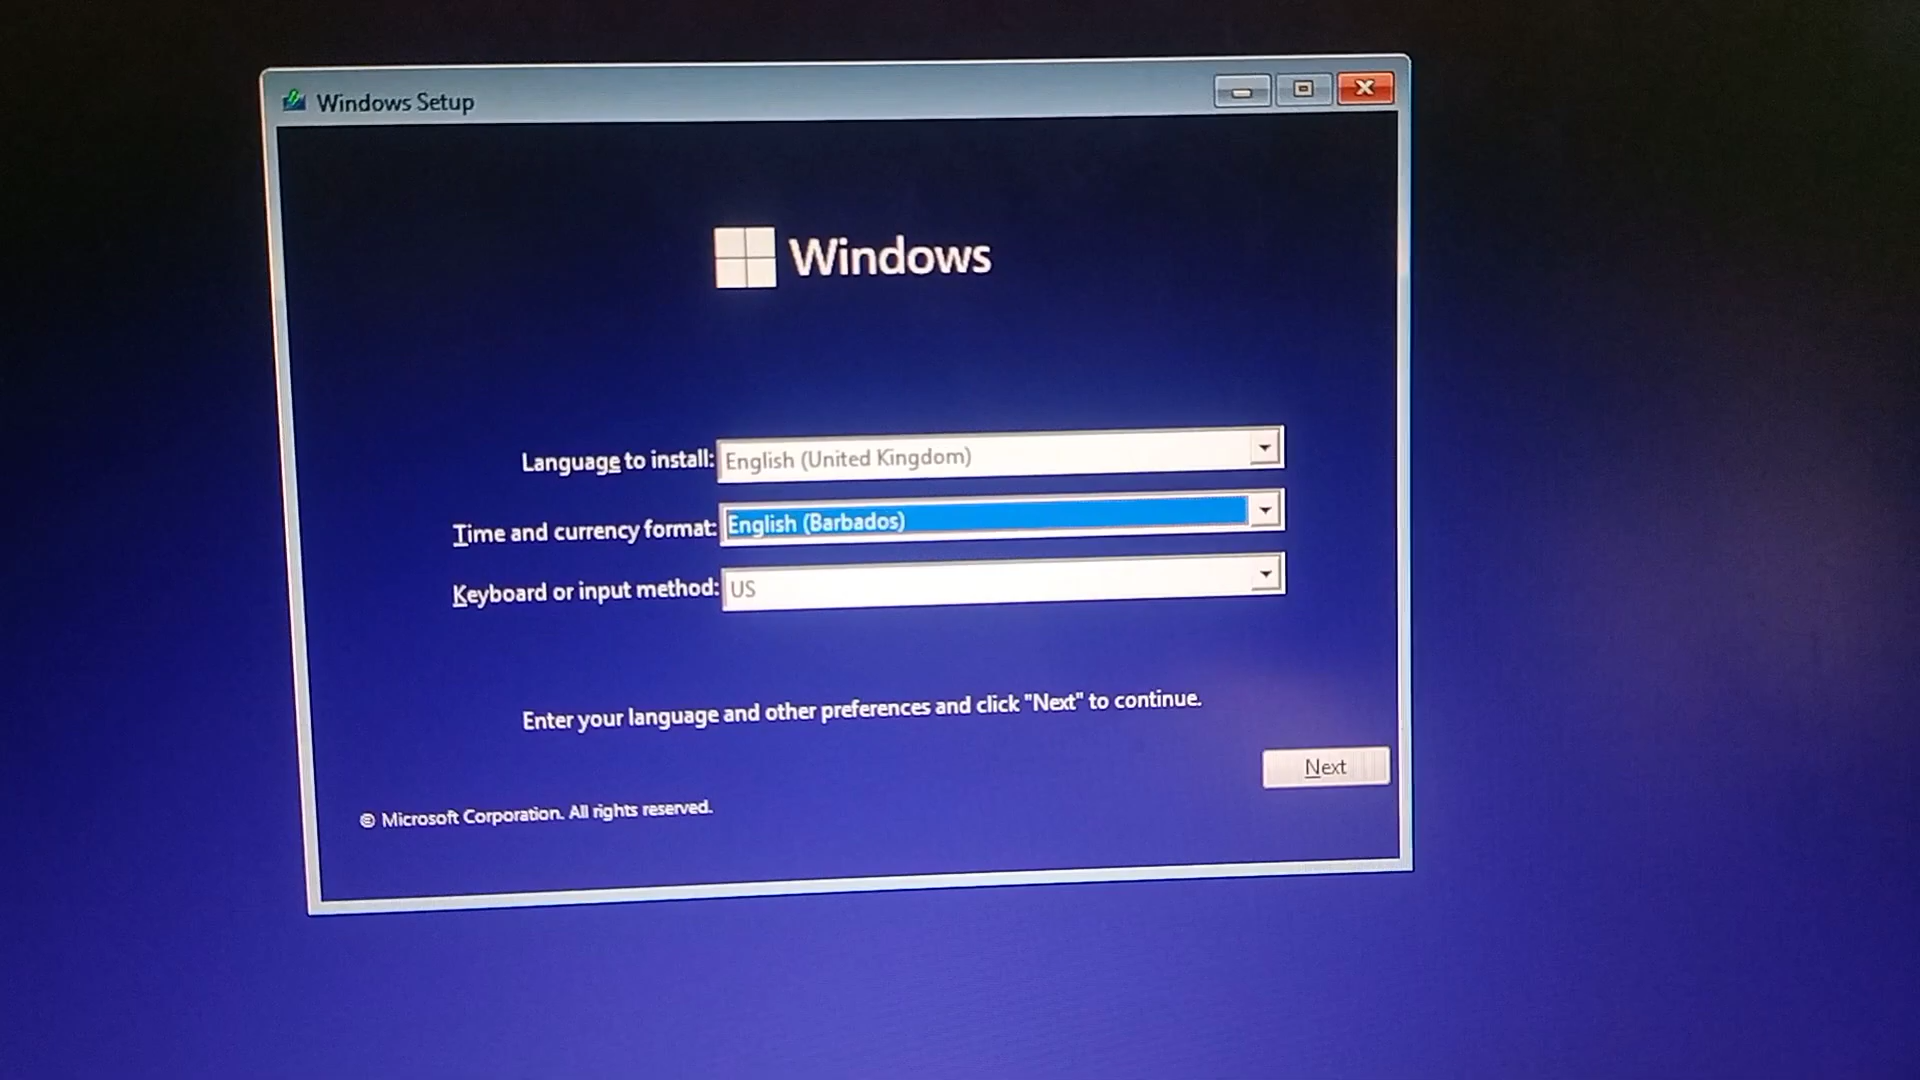 Windows Setup
Windows
Language to install: English (United Kingdom)
Time and currency format: English (Barbados)
Keyboard or input method: US
Enter your language and other preferences and click "Next" to continue.
Next
© Microsoft Corporation. All rights reserved.